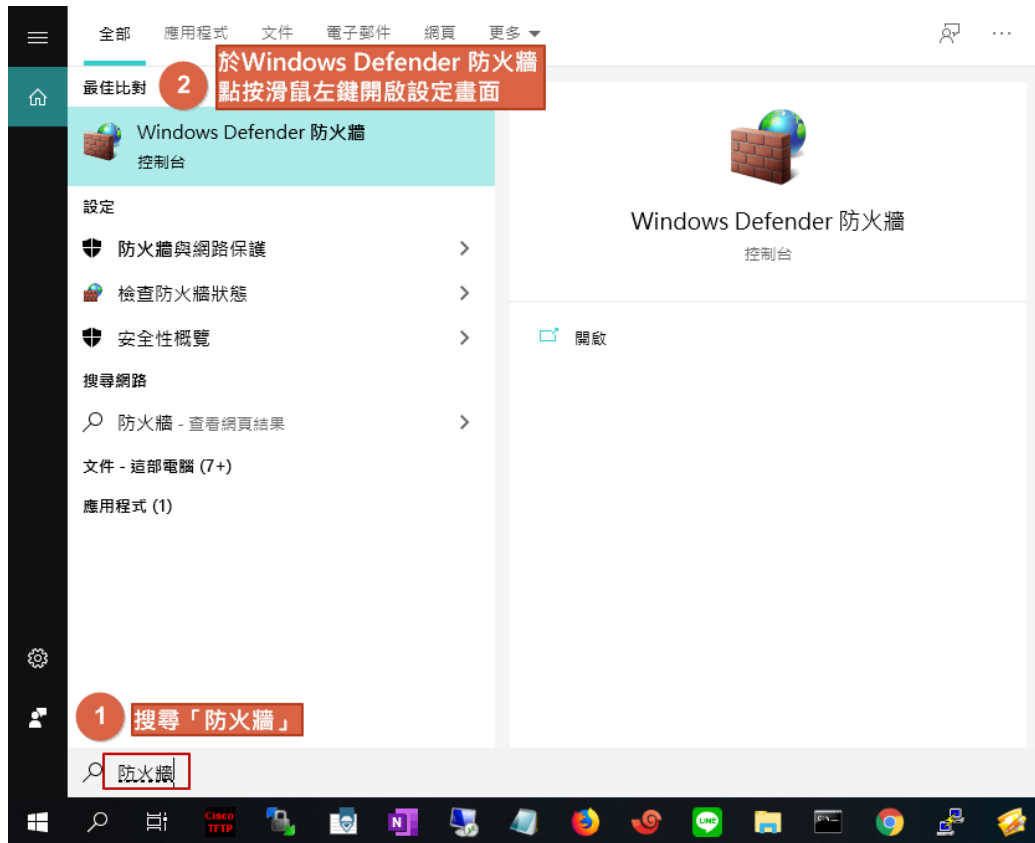 全部 應用程式 文件 電子郵件 網頁 更多
最佳比對
2
於Windows Defender 防火牆
點按滑鼠左鍵開啟設定畫面
Windows Defender 防火牆
控制台
設定
防火牆與網路保護
檢查防火牆狀態
安全性概覽
搜尋網路
防火牆 - 查看網頁結果
文件 - 這部電腦 (7+)
應用程式 (1)
Windows Defender 防火牆
控制台
開啟
1
搜尋「防火牆」
防火牆
Cisco
TFTP
N
LINE
C:\_